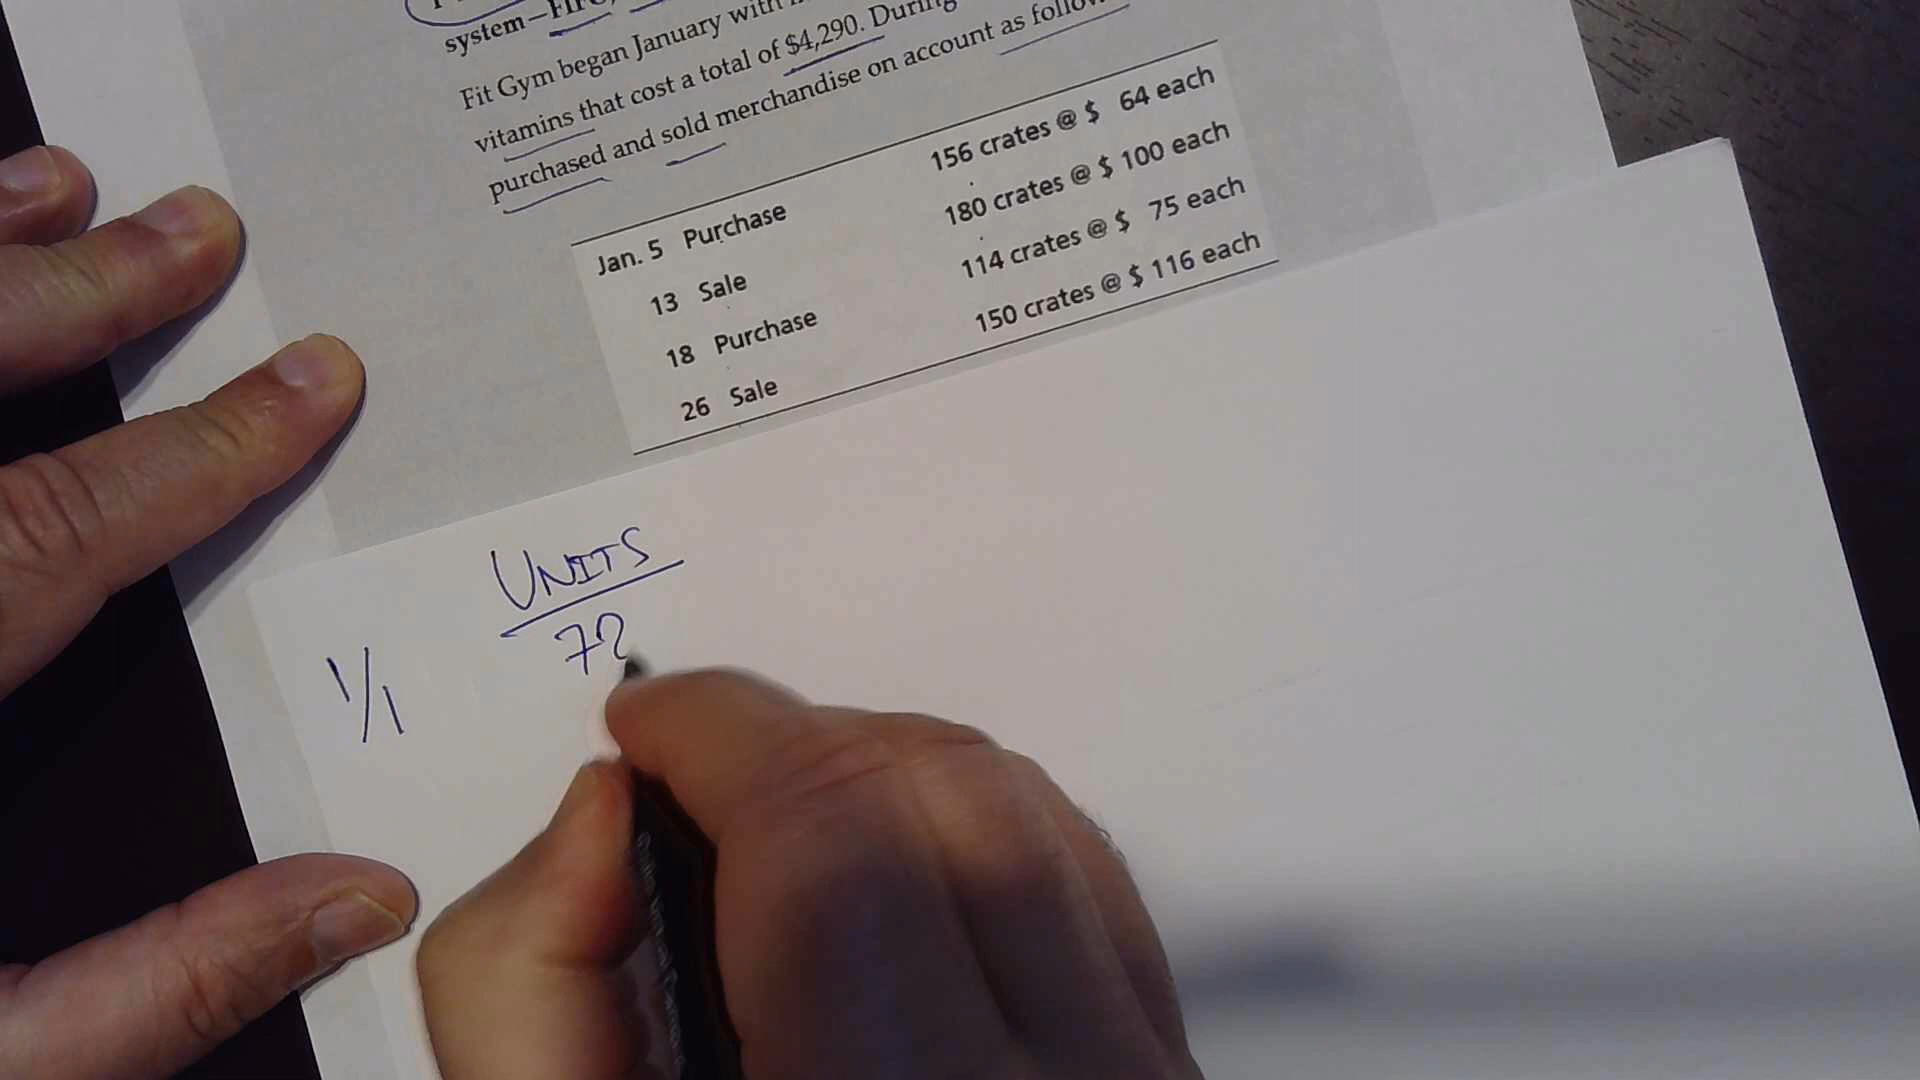 system—FIFO,
Fit Gym began January with
vitamins that cost a total of $4,290. During
purchased and sold merchandise on account as follow
Jan. 5 Purchase 156 crates @ $ 64 each
13 Sale 180 crates @ $ 100 each
18 Purchase 114 crates @ $ 75 each
26 Sale 150 crates @ $ 116 each
UNITS
1/1 78